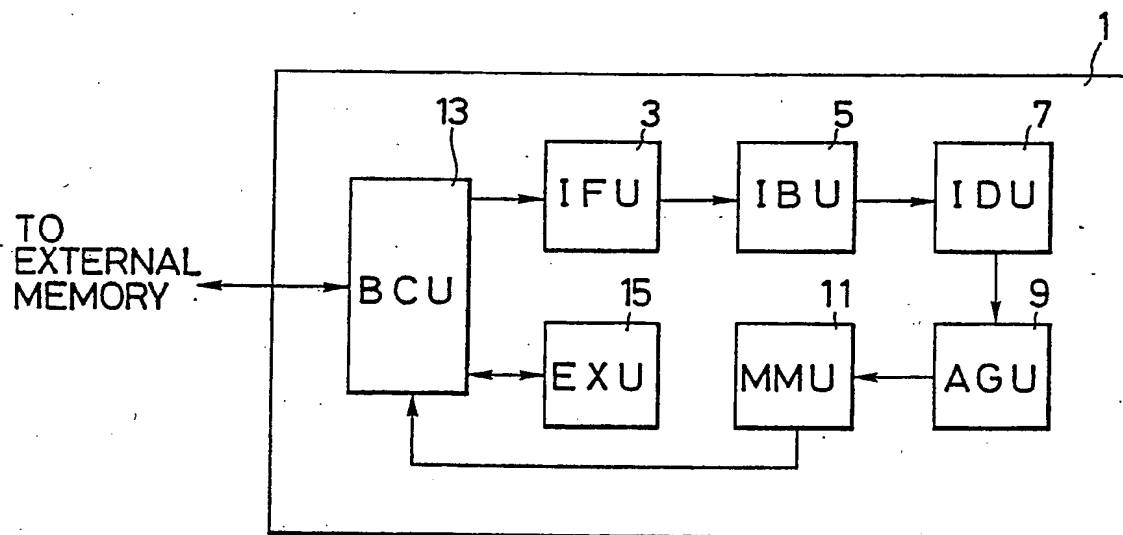 1
13
3
5
7
IFU
IBU
IDU
TO
EXTERNAL
MEMORY
BCU
15
11
9
EXU
MMU
AGU